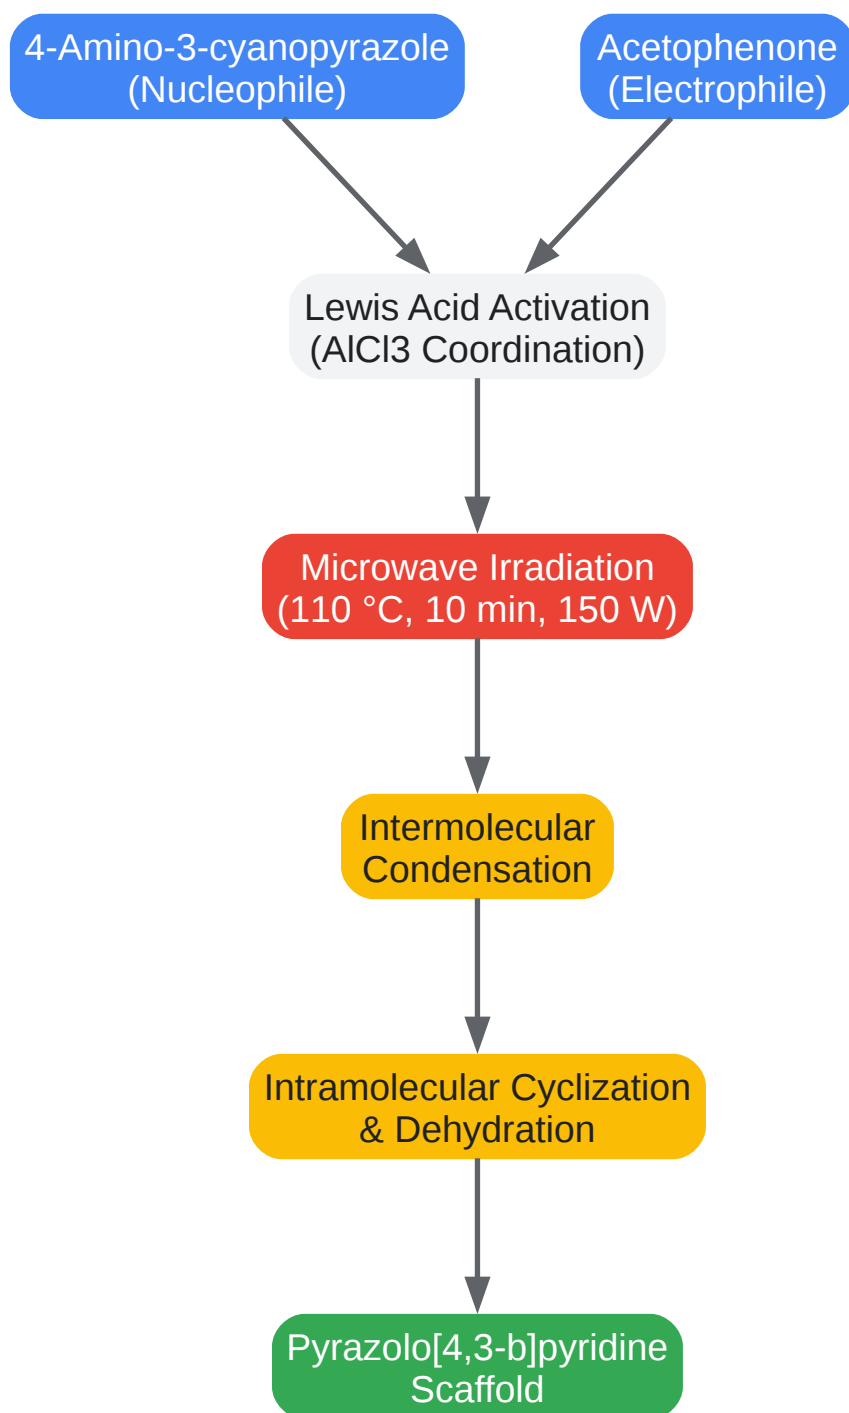 4-Amino-3-cyanopyrazole
(Nucleophile)
Acetophenone
(Electrophile)
Lewis Acid Activation
(AlCl3 Coordination)
Microwave Irradiation
(110 °C, 10 min, 150 W)
Intermolecular
Condensation
Intramolecular Cyclization
& Dehydration
Pyrazolo[4,3-b]pyridine
Scaffold